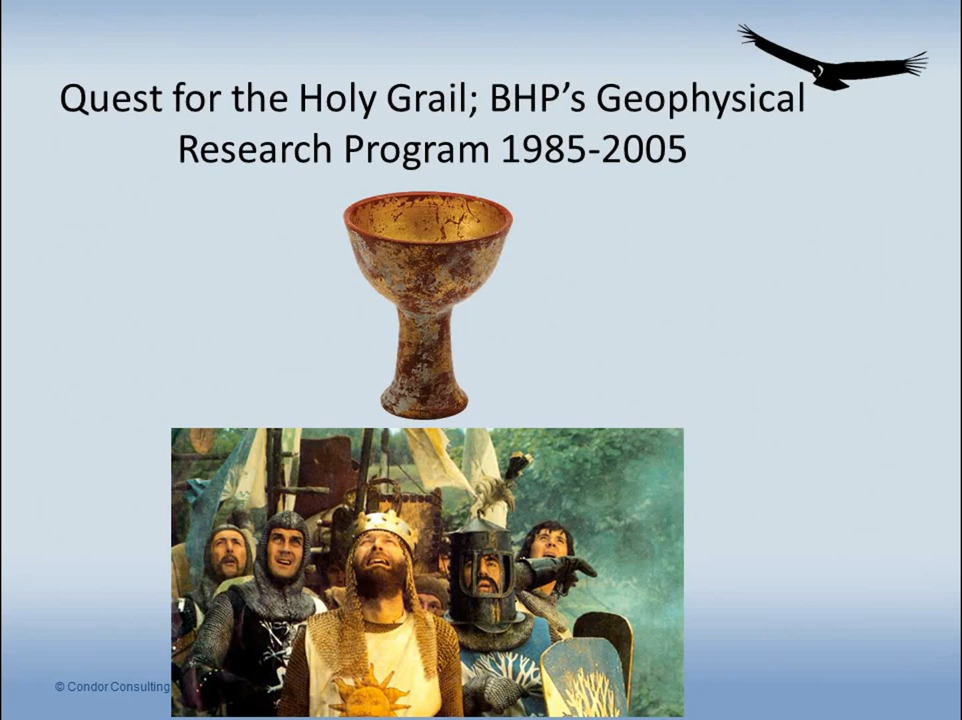 Quest for the Holy Grail; BHP’s Geophysical
Research Program 1985-2005
© Condor Consulting